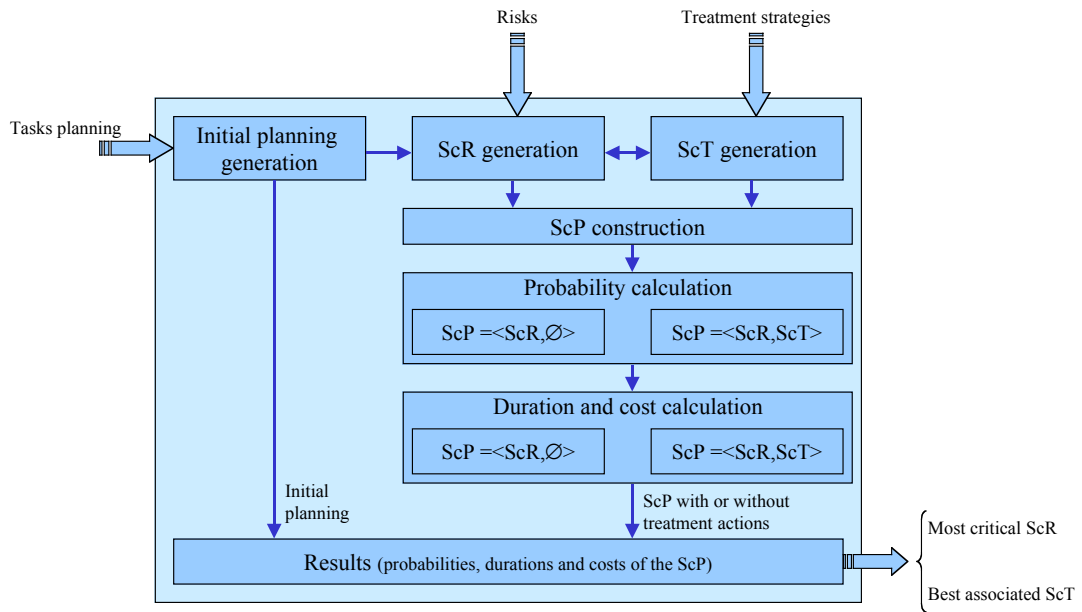 Risks
Treatment strategies
Tasks planning
Initial planning
generation
ScR generation
ScT generation
ScP construction
Probability calculation
ScP =<ScR,∅>
ScP =<ScR,ScT>
Duration and cost calculation
ScP =<ScR,∅>
ScP =<ScR,ScT>
Initial
planning
ScP with or without
treatment actions
Results (probabilities, durations and costs of the ScP)
Most critical ScR
Best associated ScT